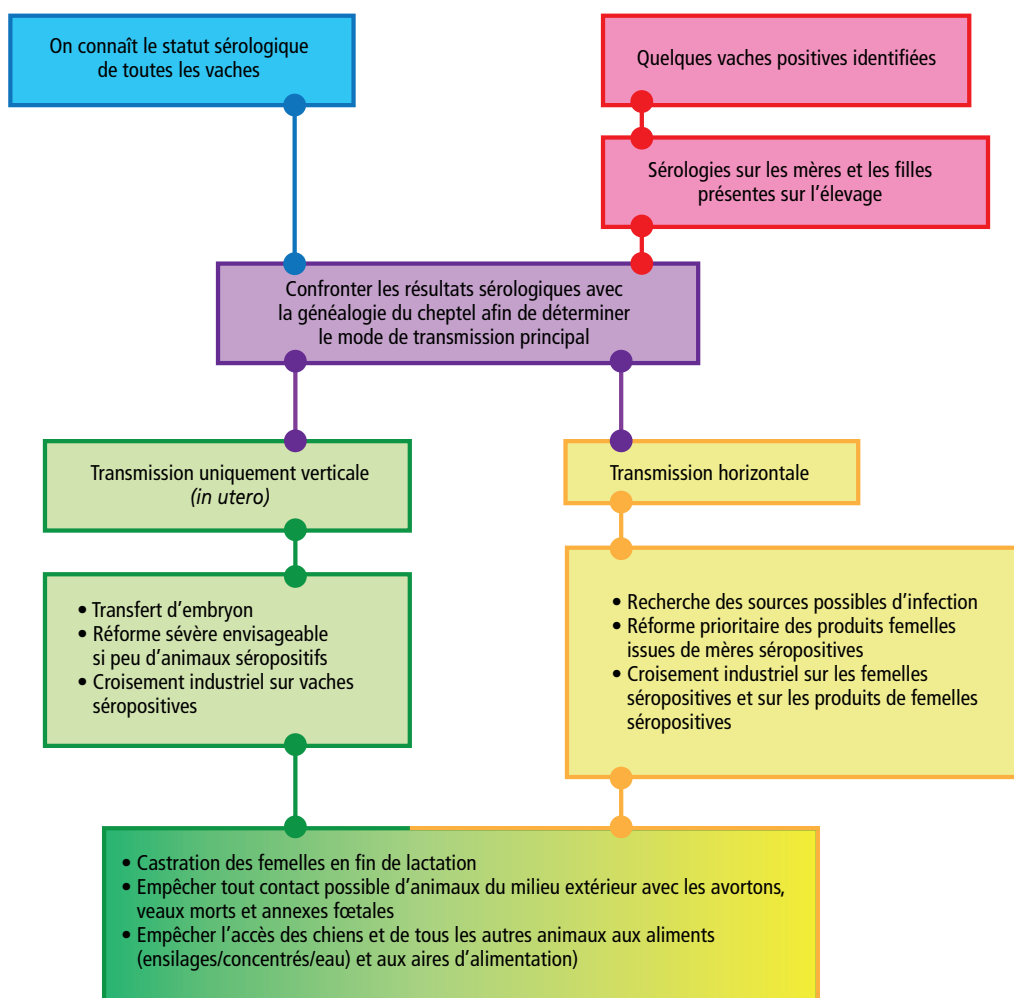 On connaît le statut sérologique
de toutes les vaches
Quelques vaches positives identifiées
Sérologies sur les mères et les filles
présentes sur l'élevage
Confronter les résultats sérologiques avec
la généalogie du cheptel afin de déterminer
le mode de transmission principal
Transmission uniquement verticale
(in utero)
Transmission horizontale
• Transfert d'embryon
• Réforme sévère envisageable
si peu d'animaux séropositifs
• Croisement industriel sur vaches
séropositives
• Recherche des sources possibles d'infection
• Réforme prioritaire des produits femelles
issues de mères séropositives
• Croisement industriel sur les femelles
séropositives et sur les produits de femelles
séropositives
• Castration des femelles en fin de lactation
• Empêcher tout contact possible d'animaux du milieu extérieur avec les avortons,
veaux morts et annexes fœtales
• Empêcher l'accès des chiens et de tous les autres animaux aux aliments
(ensilages/concentrés/eau) et aux aires d'alimentation)